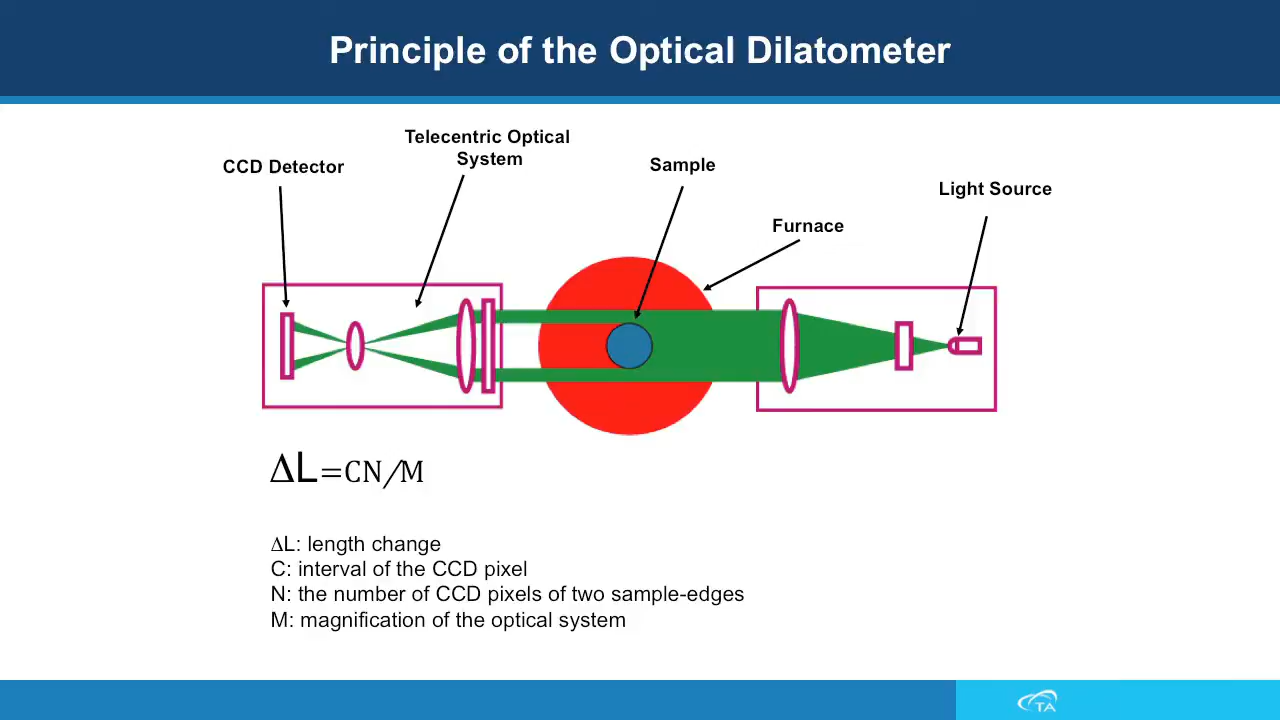 Principle of the Optical Dilatometer
Telecentric Optical
System
CCD Detector
Sample
Light Source
Furnace
ΔL=CN/M
ΔL: length change
C: interval of the CCD pixel
N: the number of CCD pixels of two sample-edges
M: magnification of the optical system
TA